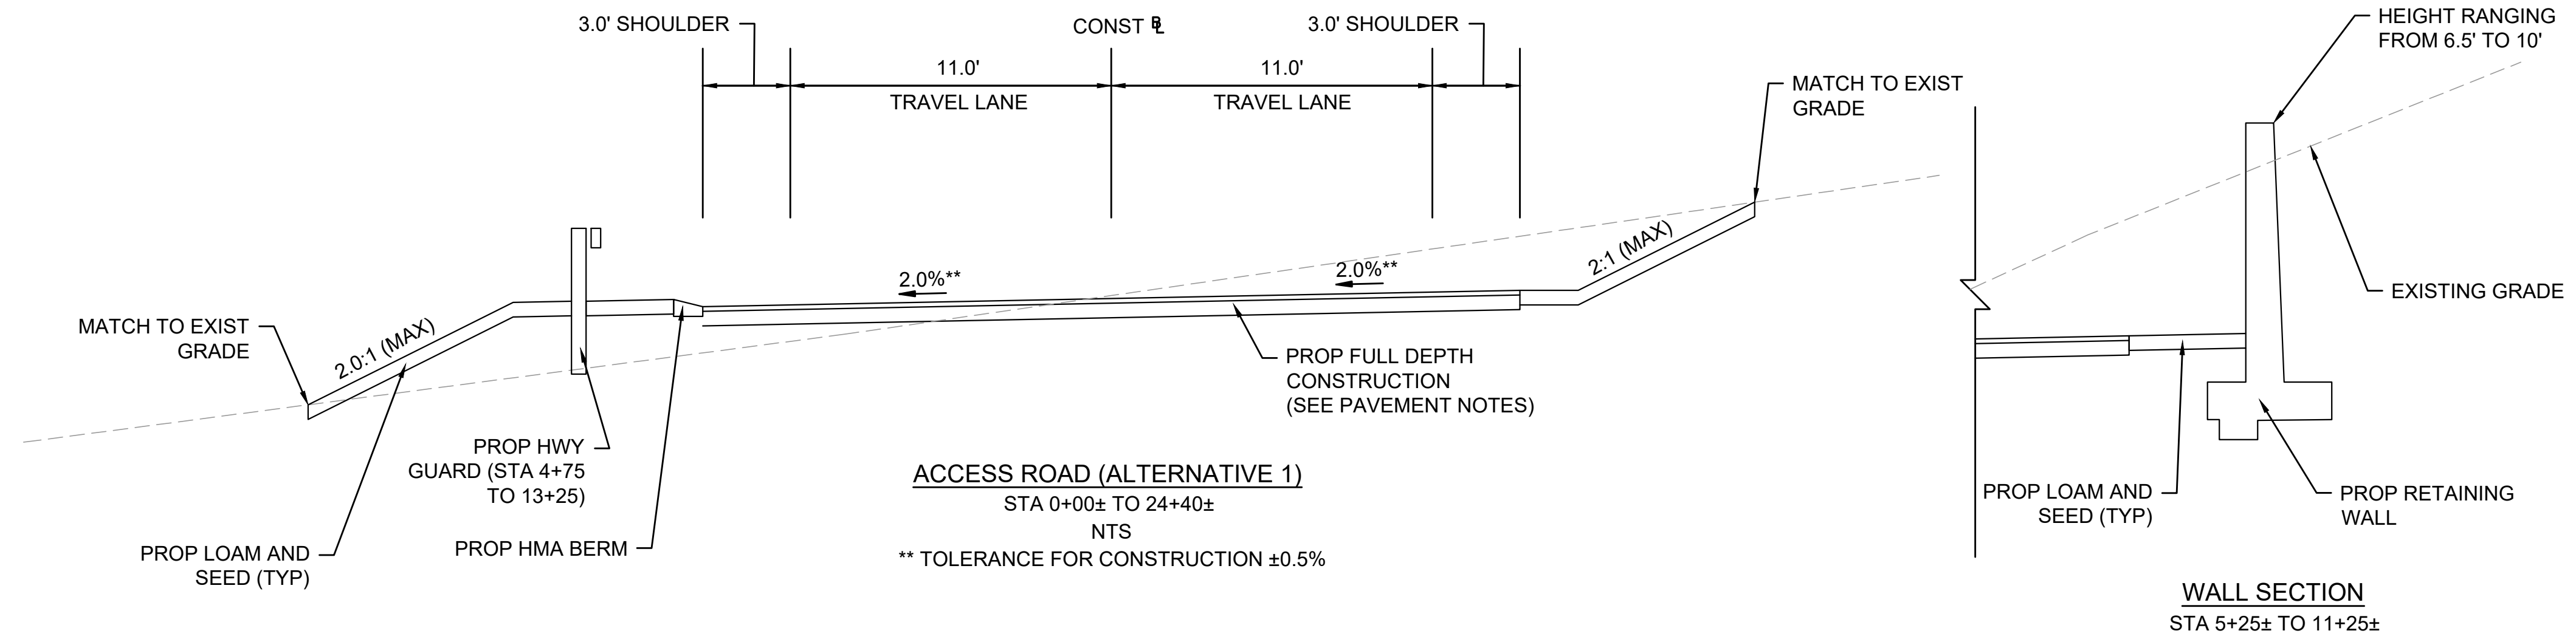 3.0' SHOULDER
CONST ℄
3.0' SHOULDER
11.0'
TRAVEL LANE
11.0'
TRAVEL LANE
MATCH TO EXIST
GRADE
HEIGHT RANGING
FROM 6.5' TO 10'
2.0%**
2.0%**
2:1 (MAX)
2.0:1 (MAX)
MATCH TO EXIST
GRADE
EXISTING GRADE
PROP FULL DEPTH
CONSTRUCTION
(SEE PAVEMENT NOTES)
PROP HWY
GUARD (STA 4+75
TO 13+25)
PROP HMA BERM
PROP LOAM AND
SEED (TYP)
ACCESS ROAD (ALTERNATIVE 1)
STA 0+00± TO 24+40±
NTS
** TOLERANCE FOR CONSTRUCTION ±0.5%
PROP LOAM AND
SEED (TYP)
PROP RETAINING
WALL
WALL SECTION
STA 5+25± TO 11+25±